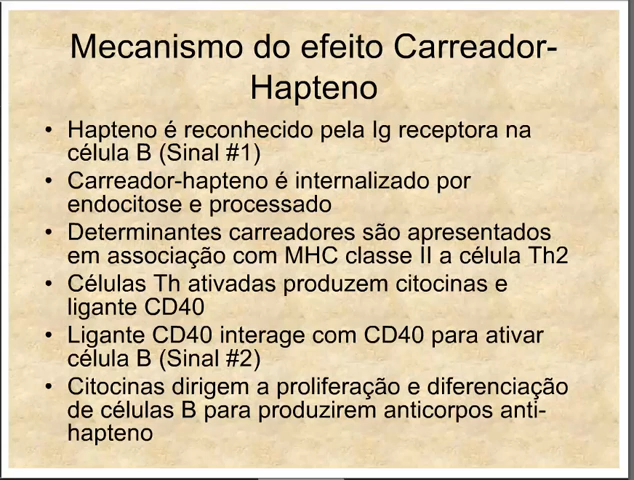 Mecanismo do efeito Carreador-
Hapteno
• Hapteno é reconhecido pela Ig receptora na
célula B (Sinal #1)
• Carreador-hapteno é internalizado por
endocitose e processado
• Determinantes carreadores são apresentados
em associação com MHC classe II a célula Th2
• Células Th ativadas produzem citocinas e
ligante CD40
• Ligante CD40 interage com CD40 para ativar
célula B (Sinal #2)
• Citocinas dirigem a proliferação e diferenciação
de células B para produzirem anticorpos anti-
hapteno